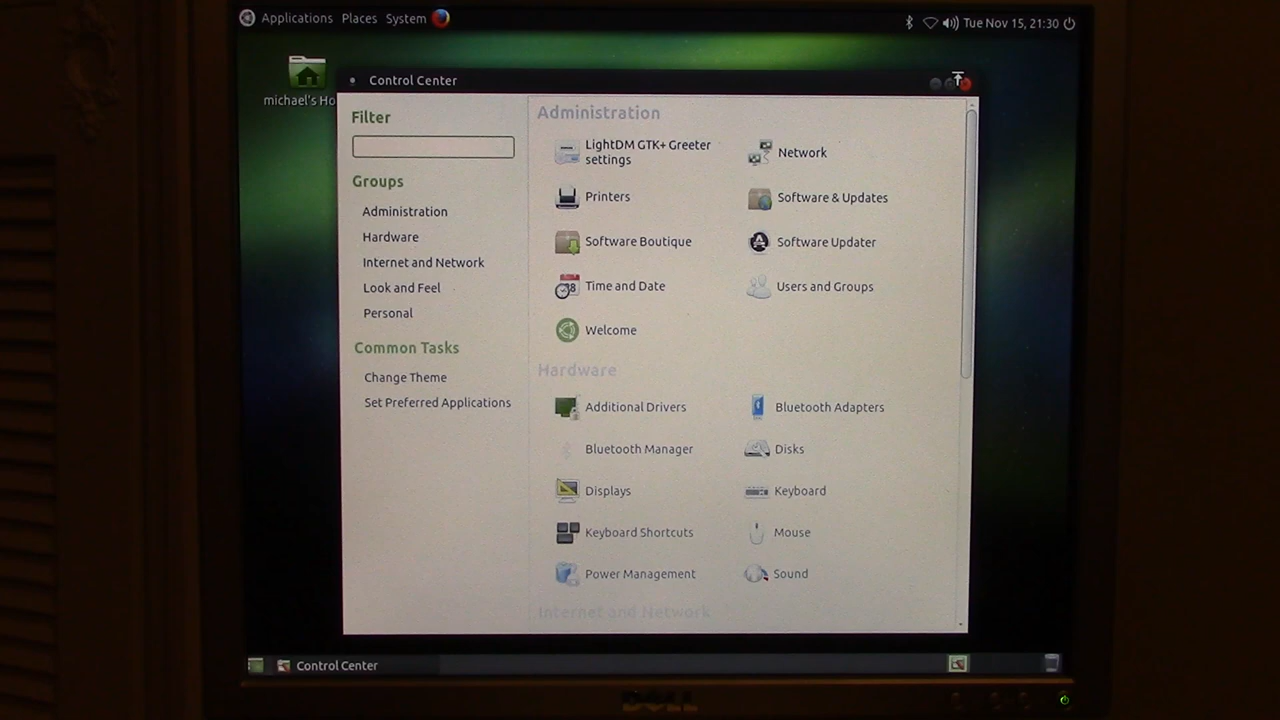 Applications Places System
Tue Nov 15, 21:30
michael's Ho
Control Center
Filter
Groups
Administration
Hardware
Internet and Network
Look and Feel
Personal
Common Tasks
Change Theme
Set Preferred Applications
Administration
LightDM GTK+ Greeter
settings
Network
Printers
Software & Updates
Software Boutique
Software Updater
Time and Date
Users and Groups
Welcome
Hardware
Additional Drivers
Bluetooth Adapters
Bluetooth Manager
Disks
Displays
Keyboard
Keyboard Shortcuts
Mouse
Power Management
Sound
Internet and Network
Control Center
DELL